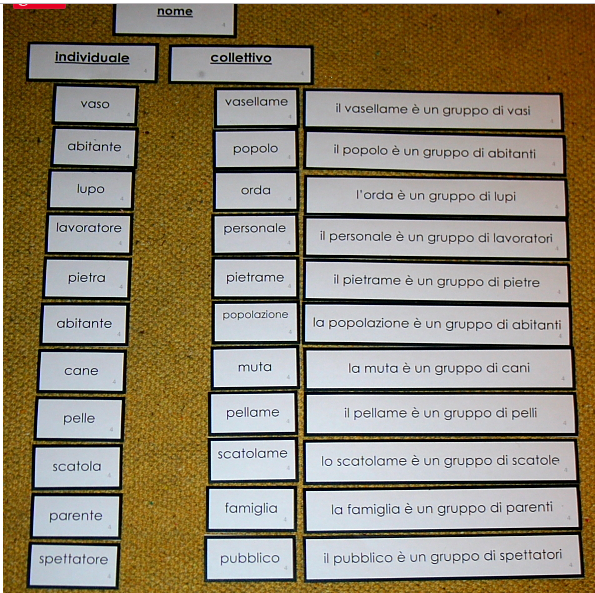 nome
individuale collettivo
vaso vasellame il vasellame è un gruppo di vasi
abitante popolo il popolo è un gruppo di abitanti
lupo orda l'orda è un gruppo di lupi
lavoratore personale il personale è un gruppo di lavoratori
pietra pietrame il pietrame è un gruppo di pietre
abitante popolazione la popolazione è un gruppo di abitanti
cane muta la muta è un gruppo di cani
pelle pellame il pellame è un gruppo di pelli
scatola scatolame lo scatolame è un gruppo di scatole
parente famiglia la famiglia è un gruppo di parenti
spettatore pubblico il pubblico è un gruppo di spettatori